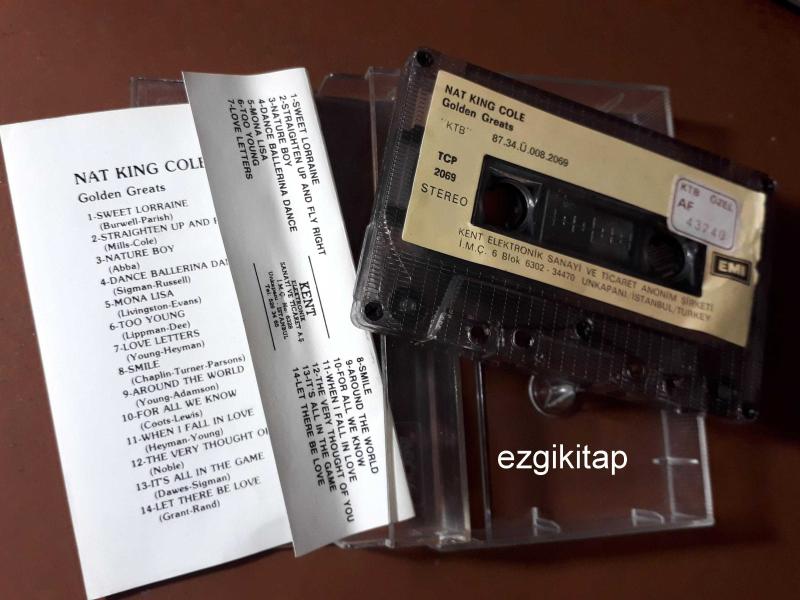 NAT KING COLE
Golden Greats
1-SWEET LORRAINE
(Burwell-Parish)
2-STRAIGHTEN UP AND
(Mills-Cole)
3-NATURE BOY
(Abba)
4-DANCE BALLERINA
(Sigman-Russell)
5-MONA LISA
(Livingston-Evans)
6-TOO YOUNG
(Lippman-Dee)
7-LOVE LETTERS
(Young-Heyman)
8-SMILE
(Chaplin-Turner-Parsons)
9-AROUND THE WORLD
(Young-Adamson)
10-FOR ALL WE KNOW
(Coots-Lewis)
11-WHEN I FALL IN LOVE
(Heyman-Young)
12-THE VERY THOUGHT
(Noble)
13-IT'S ALL IN THE GAME
(Dawes-Sigman)
14-LET THERE BE LOVE
(Grant-Rand)
1-SWEET LORRAINE
2-STRAIGHTEN UP AND FLY RIGHT
3-NATURE BOY
4-DANCE BALLERINA DANCE
5-MONA LISA
6-TOO YOUNG
7-LOVE LETTERS
KENT
ELEKTRONİK
SANAYİ VE TİCARET A.Ş
İ.M.Ç. No: 6328
Unkapanı - İSTANBUL
8-SMILE
9-AROUND THE WORLD
10-FOR ALL WE KNOW
11-WHEN I FALL IN LOVE
12-THE VERY THOUGHT OF YOU
13-IT'S ALL IN THE GAME
14-LET THERE BE LOVE
NAT KING COLE
Golden Greats
"KTB" 87.34.Ü.008.2069
TCP
2069
STEREO
KTB ÖZEL
AF
43240
EMI
KENT ELEKTRONİK SANAYİ VE TİCARET ANONİM ŞİRKETİ
İ.M.Ç. 6 Blok 6302 - 34470 UNKAPANI / İSTANBUL/TURKEY
ezgikitap